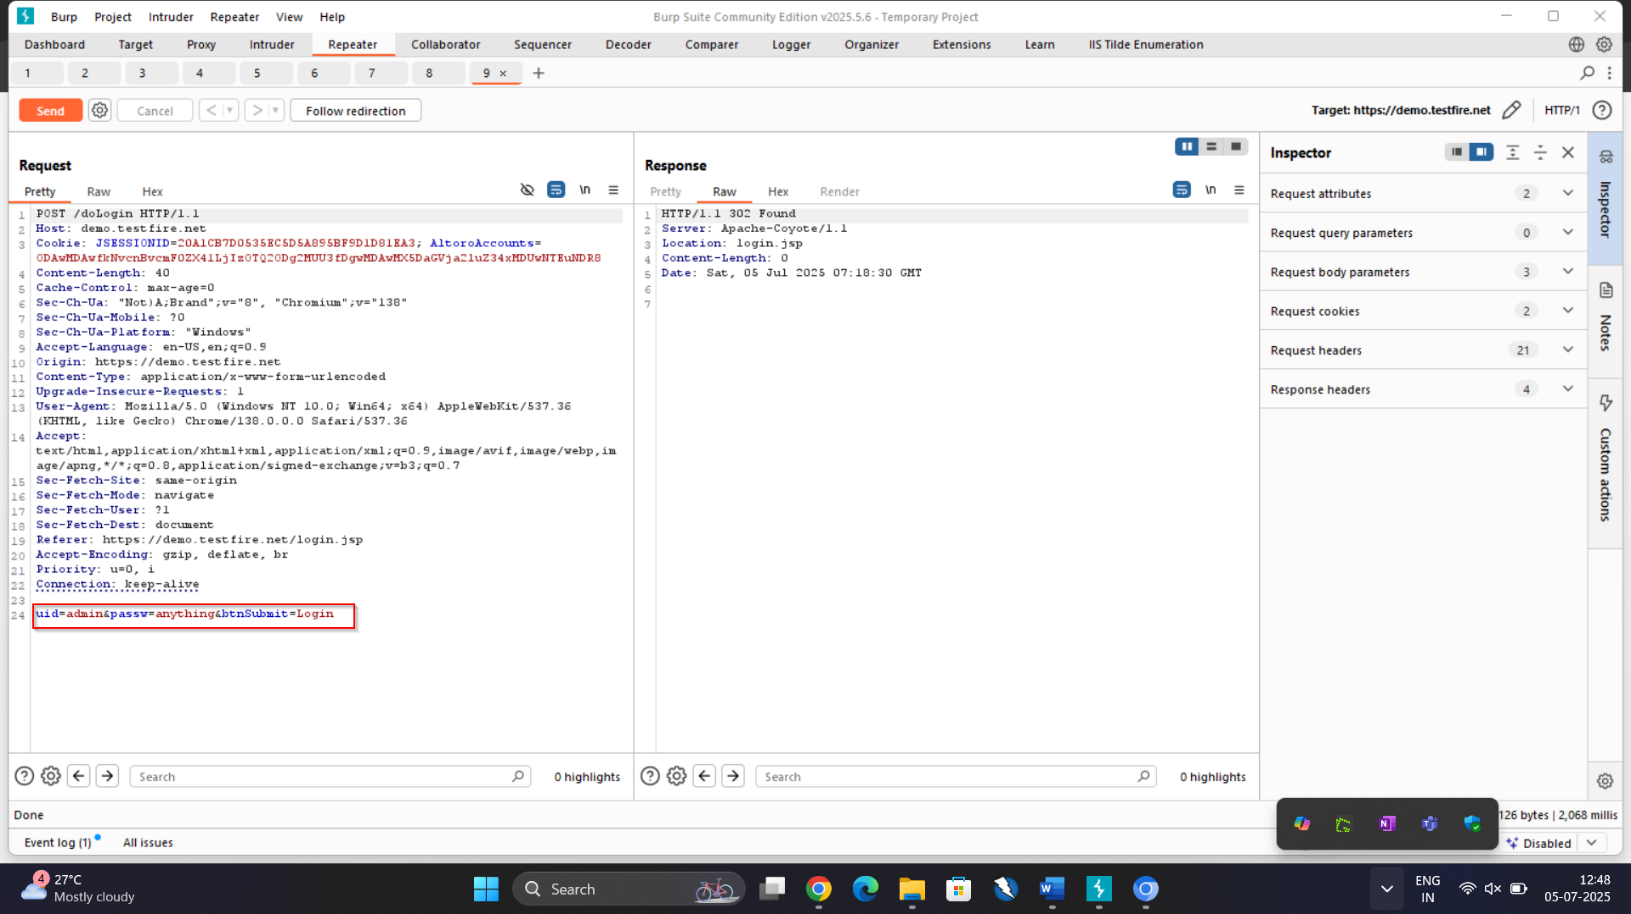 Burp Project Intruder Repeater View Help
Burp Suite Community Edition v2025.5.6 - Temporary Project
Dashboard Target Proxy Intruder Repeater Collaborator Sequencer Decoder Comparer Logger Organizer Extensions Learn IIS Tilde Enumeration
1 2 3 4 5 6 7 8 9 × +
Send Cancel < > Follow redirection
Target: https://demo.testfire.net HTTP/1 ?
Request
Pretty Raw Hex \n
1 POST /doLogin HTTP/1.1
2 Host: demo.testfire.net
3 Cookie: JSESSIONID=20A1CB7D0535EC5D5A895BF9D1D81EA3; AltoroAccounts=
4 Content-Length: 40
5 Cache-Control: max-age=0
6 Sec-Ch-Ua: "Not)A;Brand";v="8", "Chromium";v="138"
7 Sec-Ch-Ua-Mobile: ?0
8 Sec-Ch-Ua-Platform: "Windows"
9 Accept-Language: en-US,en;q=0.9
10 Origin: https://demo.testfire.net
11 Content-Type: application/x-www-form-urlencoded
12 Upgrade-Insecure-Requests: 1
13 User-Agent: Mozilla/5.0 (Windows NT 10.0; Win64; x64) AppleWebKit/537.36
(KHTML, like Gecko) Chrome/138.0.0.0 Safari/537.36
14 Accept:
text/html,application/xhtml+xml,application/xml;q=0.9,image/avif,image/webp,im
age/apng,*/*;q=0.8,application/signed-exchange;v=b3;q=0.7
15 Sec-Fetch-Site: same-origin
16 Sec-Fetch-Mode: navigate
17 Sec-Fetch-User: ?1
18 Sec-Fetch-Dest: document
19 Referer: https://demo.testfire.net/login.jsp
20 Accept-Encoding: gzip, deflate, br
21 Priority: u=0, i
22 Connection: keep-alive
23
24 uid=admin&passw=anything&btnSubmit=Login
Response
Pretty Raw Hex Render \n
1 HTTP/1.1 302 Found
2 Server: Apache-Coyote/1.1
3 Location: login.jsp
4 Content-Length: 0
5 Date: Sat, 05 Jul 2025 07:18:30 GMT
6
7
Inspector
Request attributes 2
Request query parameters 0
Request body parameters 3
Request cookies 2
Request headers 21
Response headers 4
Inspector
Notes
Custom actions
? Search 0 highlights
? Search 0 highlights
Done
126 bytes | 2,068 millis
Event log (1) All issues
Disabled
4
27°C
Mostly cloudy
Search
ENG
IN
12:48
05-07-2025